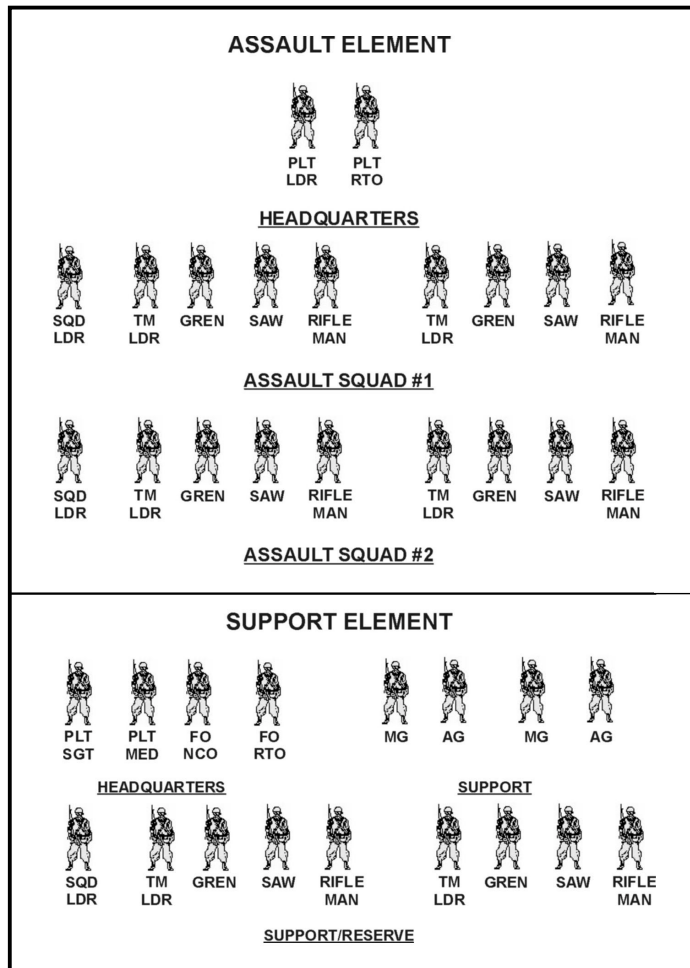 ASSAULT ELEMENT
PLT PLT
LDR RTO
HEADQUARTERS
SQD TM GREN SAW RIFLE TM GREN SAW RIFLE
LDR LDR MAN LDR MAN
ASSAULT SQUAD #1
SQD TM GREN SAW RIFLE TM GREN SAW RIFLE
LDR LDR MAN LDR MAN
ASSAULT SQUAD #2
SUPPORT ELEMENT
PLT PLT FO FO MG AG MG AG
SGT MED NCO RTO
HEADQUARTERS SUPPORT
SQD TM GREN SAW RIFLE TM GREN SAW RIFLE
LDR LDR MAN LDR MAN
SUPPORT/RESERVE